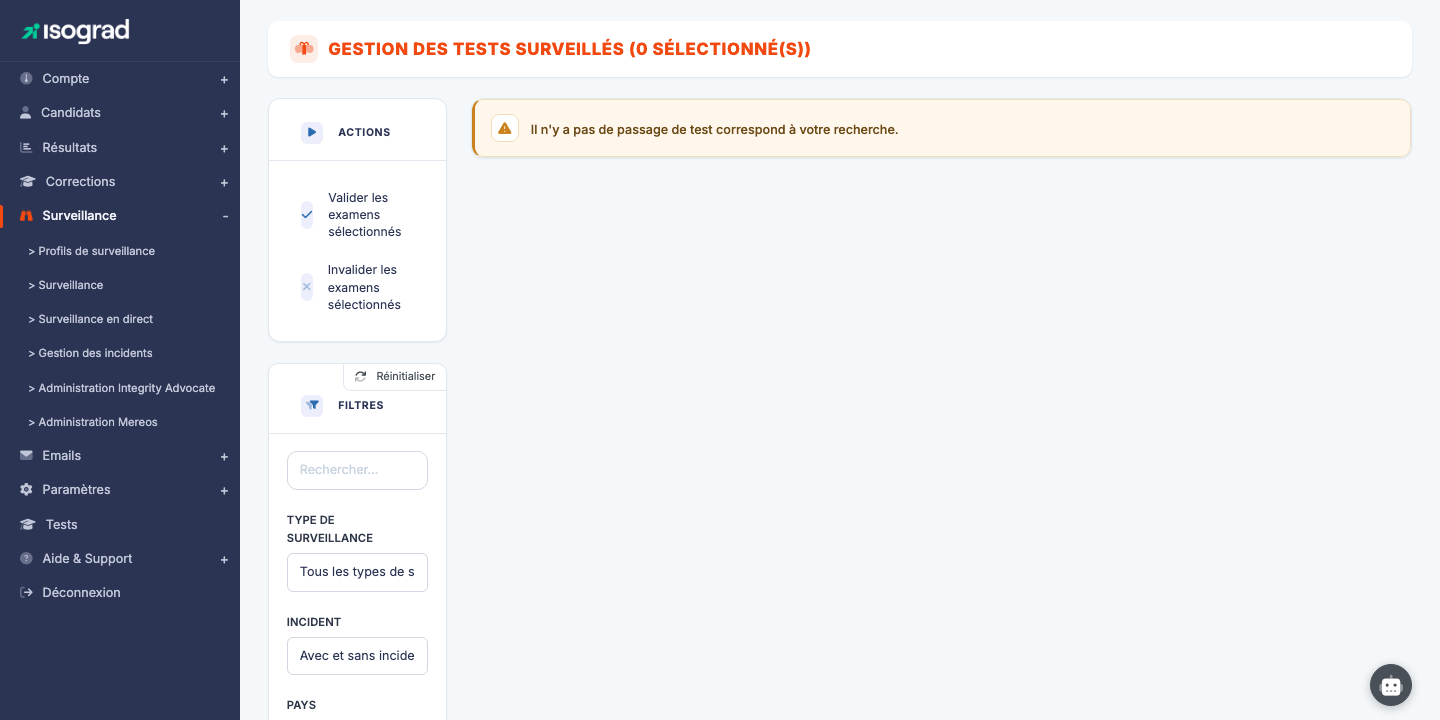 isograd
Compte +
Candidats +
Résultats +
Corrections +
Surveillance -
> Profils de surveillance
> Surveillance
> Surveillance en direct
> Gestion des incidents
> Administration Integrity Advocate
> Administration Mereos
Emails +
Paramètres +
Tests
Aide & Support +
Déconnexion
GESTION DES TESTS SURVEILLÉS (0 SÉLECTIONNÉ(S))
ACTIONS
Valider les
examens
sélectionnés
Invalider les
examens
sélectionnés
Réinitialiser
FILTRES
Rechercher...
TYPE DE
SURVEILLANCE
Tous les types de s
INCIDENT
Avec et sans incide
PAYS
Il n'y a pas de passage de test correspond à votre recherche.